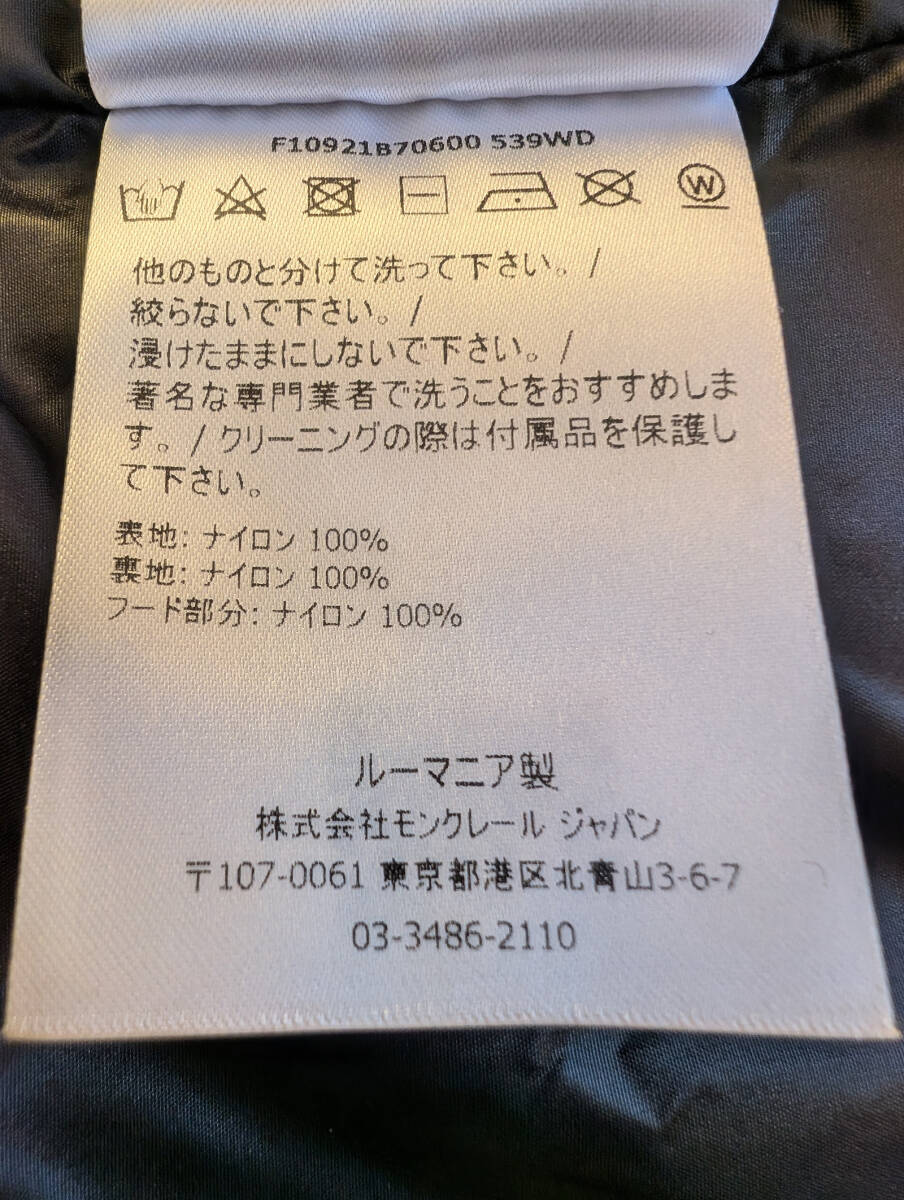 F10921B70600 539WD
W
他のものと分けて洗って下さい。/
絞らないで下さい。/
浸けたままにしないで下さい。/
著名な専門業者で洗うことをおすすめしま
す。/ クリーニングの際は付属品を保護し
て下さい。
表地: ナイロン 100%
裏地: ナイロン 100%
フード部分: ナイロン 100%
ルーマニア製
株式会社モンクレール ジャパン
〒107-0061 東京都港区北青山3-6-7
03-3486-2110